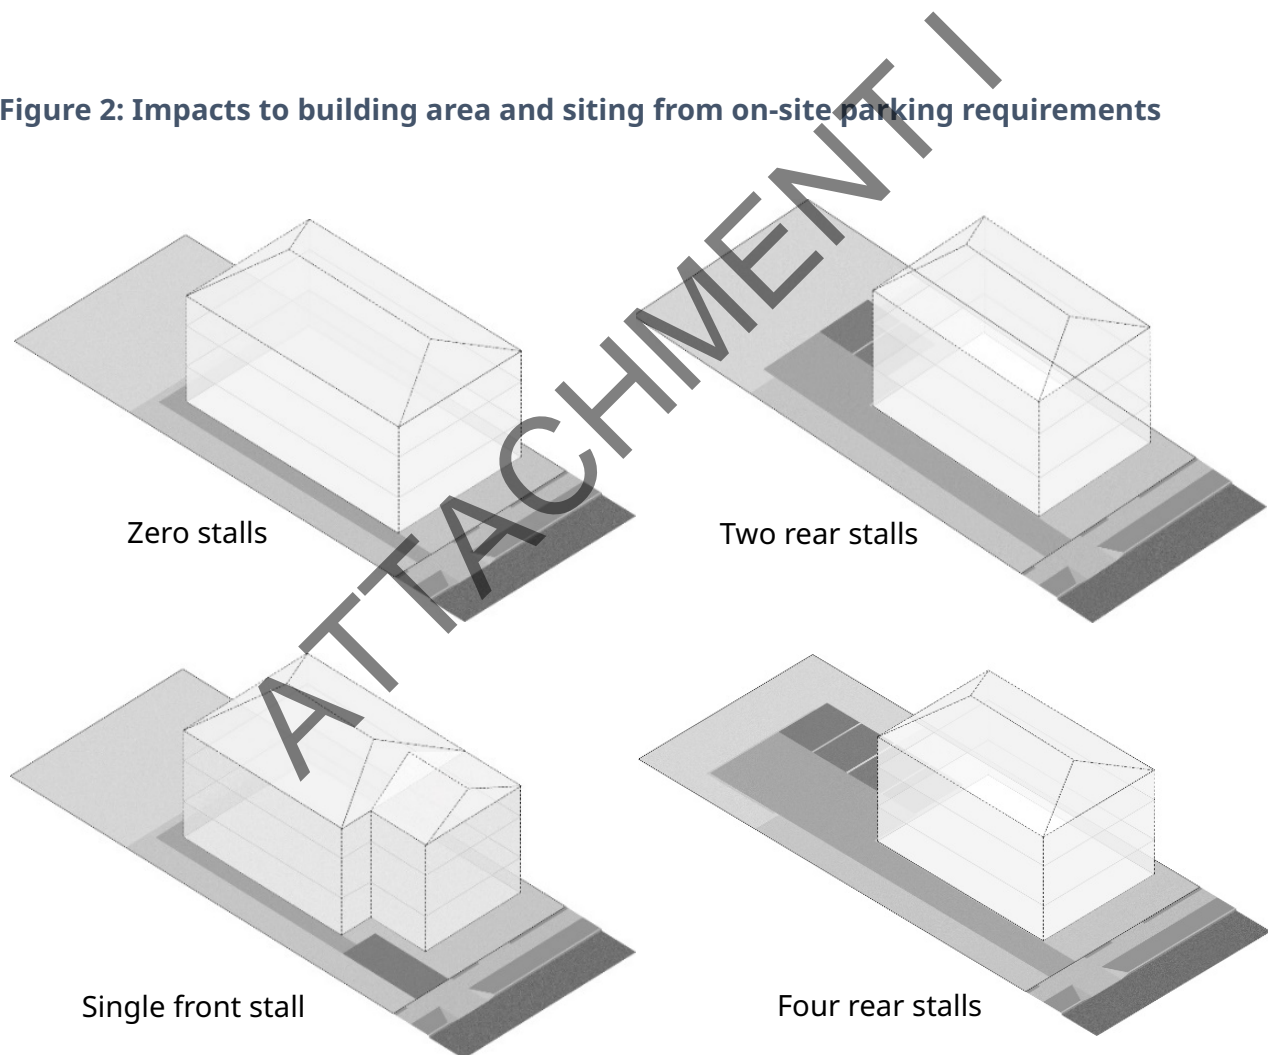 Figure 2: Impacts to building area and siting from on-site parking requirements
ATTACHMENT I
Zero stalls
Two rear stalls
Single front stall
Four rear stalls